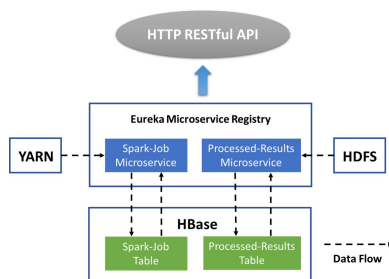 HTTP RESTful API
Eureka Microservice Registry
YARN
Spark-Job
Microservice
Processed-Results
Microservice
HDFS
HBase
Spark-Job
Table
Processed-Results
Table
Data Flow